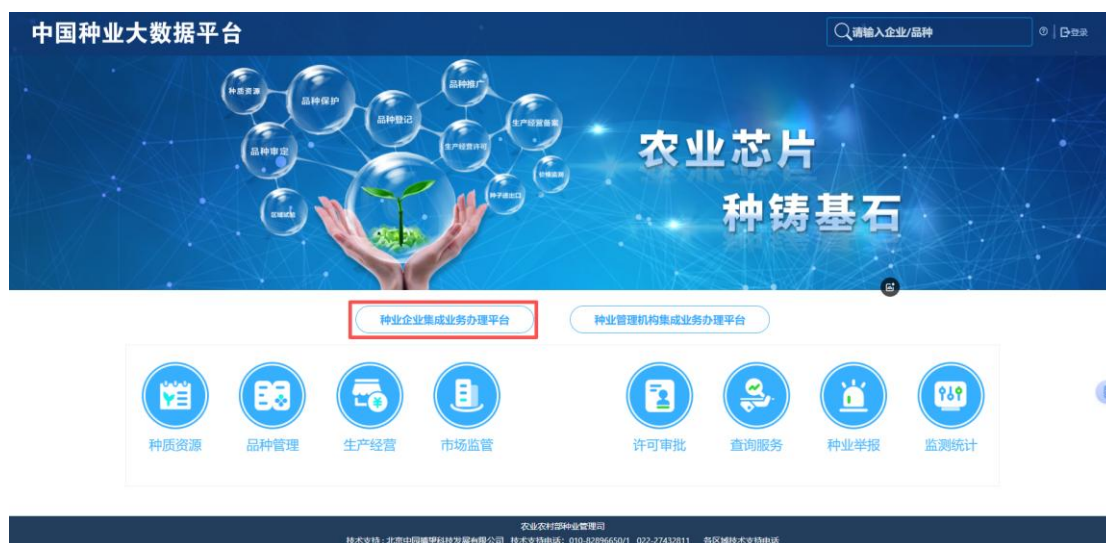 中国种业大数据平台
请输入企业/品种
登录
种质资源
品种保护
品种登记
品种推广
生产经营备案
品种审定
生产经营许可
价格监测
种子进出口
区域试验
农业芯片
种铸基石
种业企业集成业务办理平台
种业管理机构集成业务办理平台
种质资源
品种管理
生产经营
市场监管
许可审批
查询服务
种业举报
监测统计
农业农村部种业管理司
技术支持：北京中园瞻望科技发展有限公司 技术支持电话：010-82896650/1 022-27432811 各区域技术支持电话